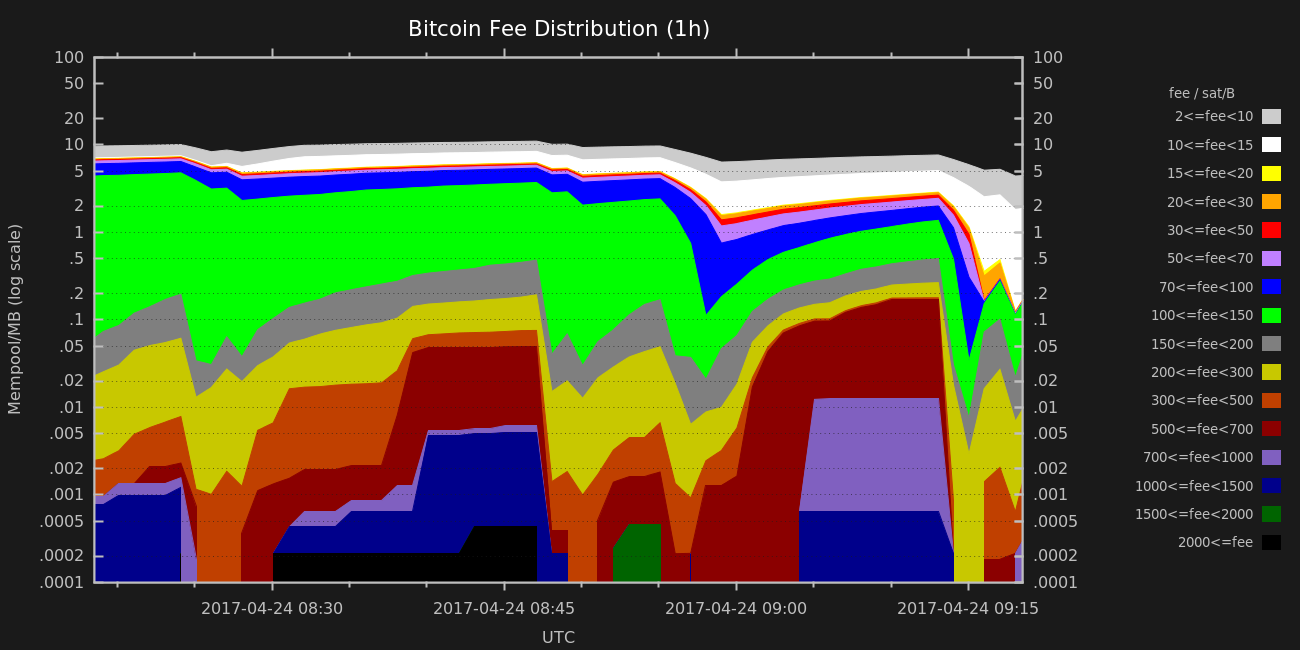 Bitcoin Fee Distribution (1h)
100
50
20
10
5
2
1
.5
.2
.1
.05
.02
.01
.005
.002
.001
.0005
.0002
.0001
Mempool/MB (log scale)
100
50
20
10
5
2
1
.5
.2
.1
.05
.02
.01
.005
.002
.001
.0005
.0002
.0001
2017-04-24 08:30
2017-04-24 08:45
2017-04-24 09:00
2017-04-24 09:15
UTC
fee / sat/B
2<=fee<10
10<=fee<15
15<=fee<20
20<=fee<30
30<=fee<50
50<=fee<70
70<=fee<100
100<=fee<150
150<=fee<200
200<=fee<300
300<=fee<500
500<=fee<700
700<=fee<1000
1000<=fee<1500
1500<=fee<2000
2000<=fee